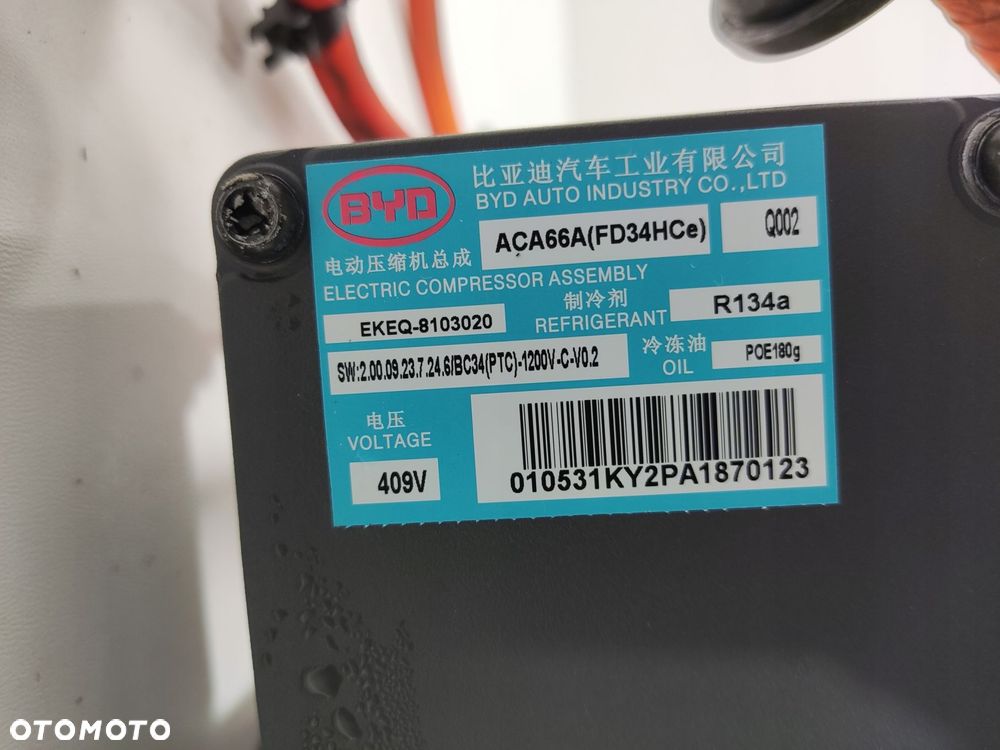 BYD
比亚迪汽车工业有限公司
BYD AUTO INDUSTRY CO.,LTD
电动压缩机总成 ACA66A(FD34HCe) Q002
ELECTRIC COMPRESSOR ASSEMBLY
EKEQ-8103020
制冷剂
REFRIGERANT R134a
SW:2.00.09.23.7.24.6/BC34(PTC)-1200V-C-V0.2
冷冻油
OIL POE180g
电压
VOLTAGE
409V
010531KY2PA1870123
OTOMOTO